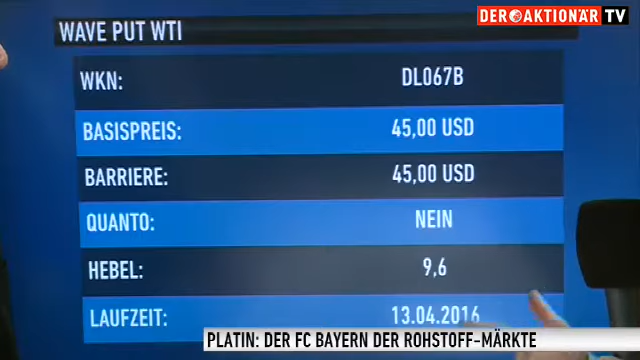 DER AKTIONÄR TV
WAVE PUT WTI
WKN: DL067B
BASISPREIS: 45,00 USD
BARRIERE: 45,00 USD
QUANTO: NEIN
HEBEL: 9,6
LAUFZEIT: 13.04.2016
PLATIN: DER FC BAYERN DER ROHSTOFF-MÄRKTE